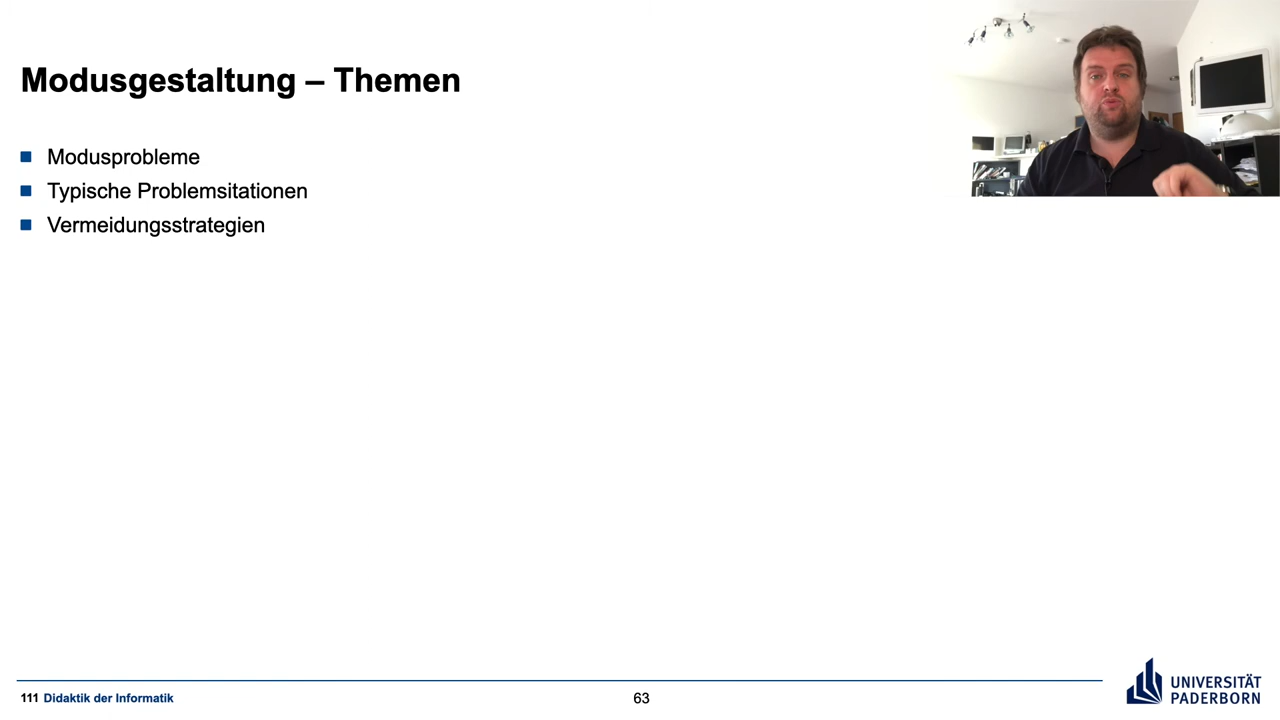 Modusgestaltung – Themen
Modusprobleme
Typische Problemsitationen
Vermeidungsstrategien
111 Didaktik der Informatik
63
UNIVERSITÄT
PADERBORN